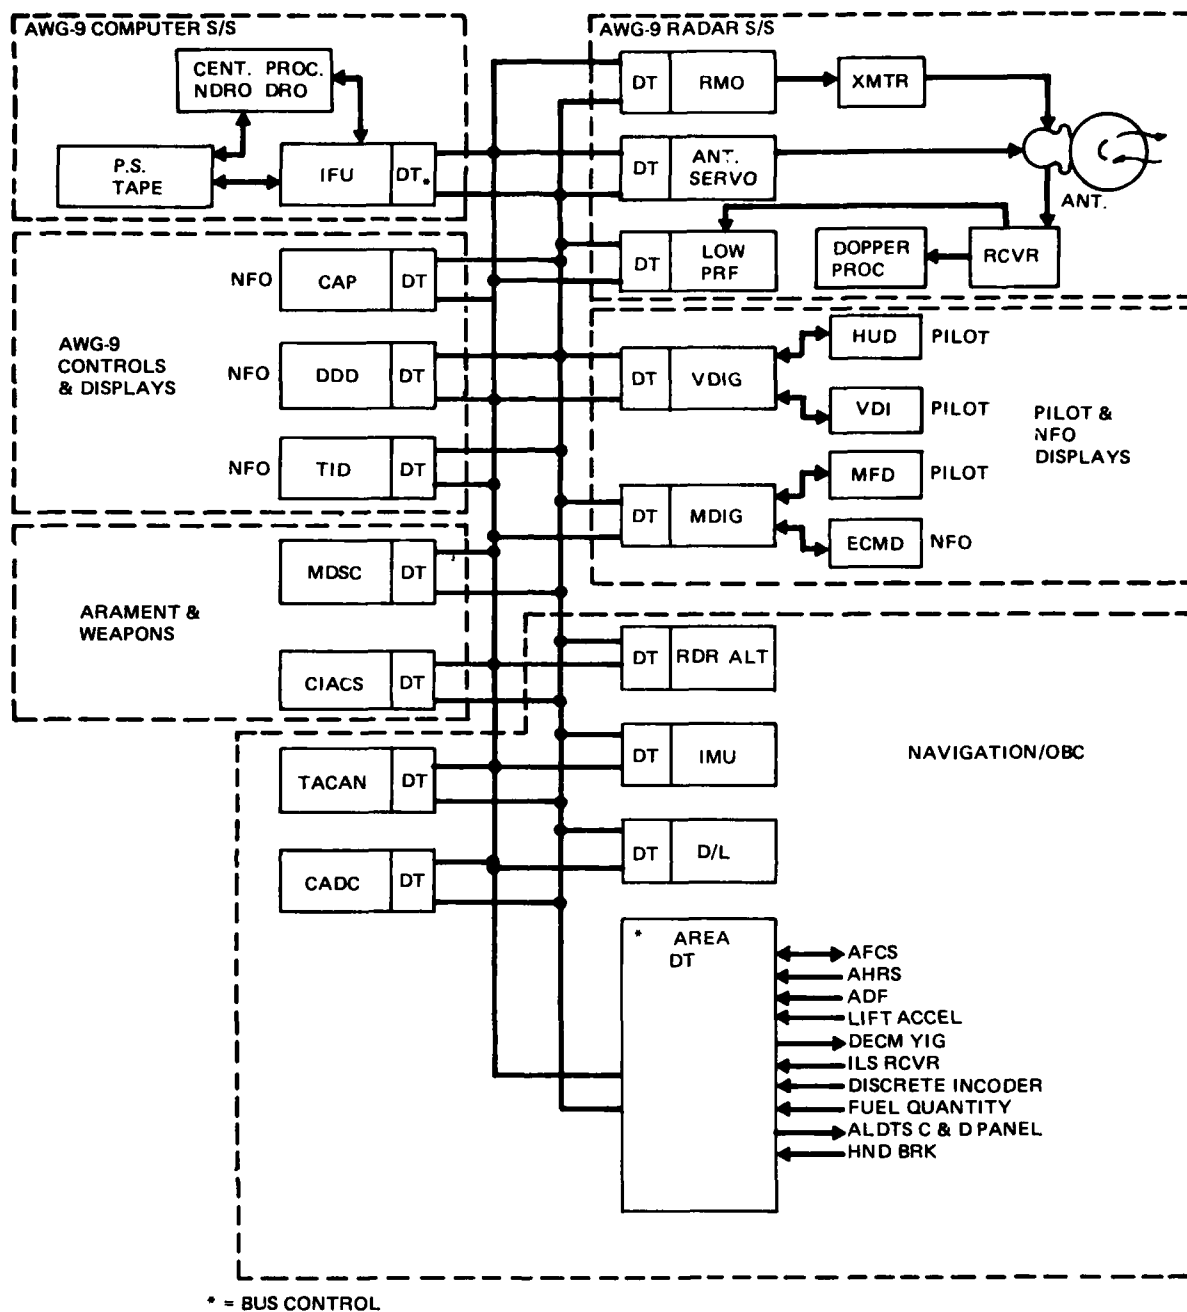 AWG-9 COMPUTER S/S
CENT. PROC.
NDRO DRO
P.S.
TAPE
IFU
DT*
AWG-9 CONTROLS & DISPLAYS
NFO
CAP
DT
NFO
DDD
DT
NFO
TID
DT
ARAMENT &
WEAPONS
MDSC
DT
CIACS
DT
AWG-9 RADAR S/S
DT
RMO
XMTR
DT
ANT.
SERVO
ANT.
DT
LOW
PRF
DOPPER
PROC
RCVR
DT
VDIG
HUD
PILOT
VDI
PILOT
DT
MDIG
MFD
PILOT
ECMD
NFO
PILOT &
NFO
DISPLAYS
DT
RDR ALT
DT
IMU
NAVIGATION/OBC
TACAN
DT
DT
D/L
CADC
DT
* AREA
DT
AFCS
AHRS
ADF
LIFT ACCEL
DECM YIG
ILS RCVR
DISCRETE INCODER
FUEL QUANTITY
ALDTS C & D PANEL
HND BRK
* = BUS CONTROL